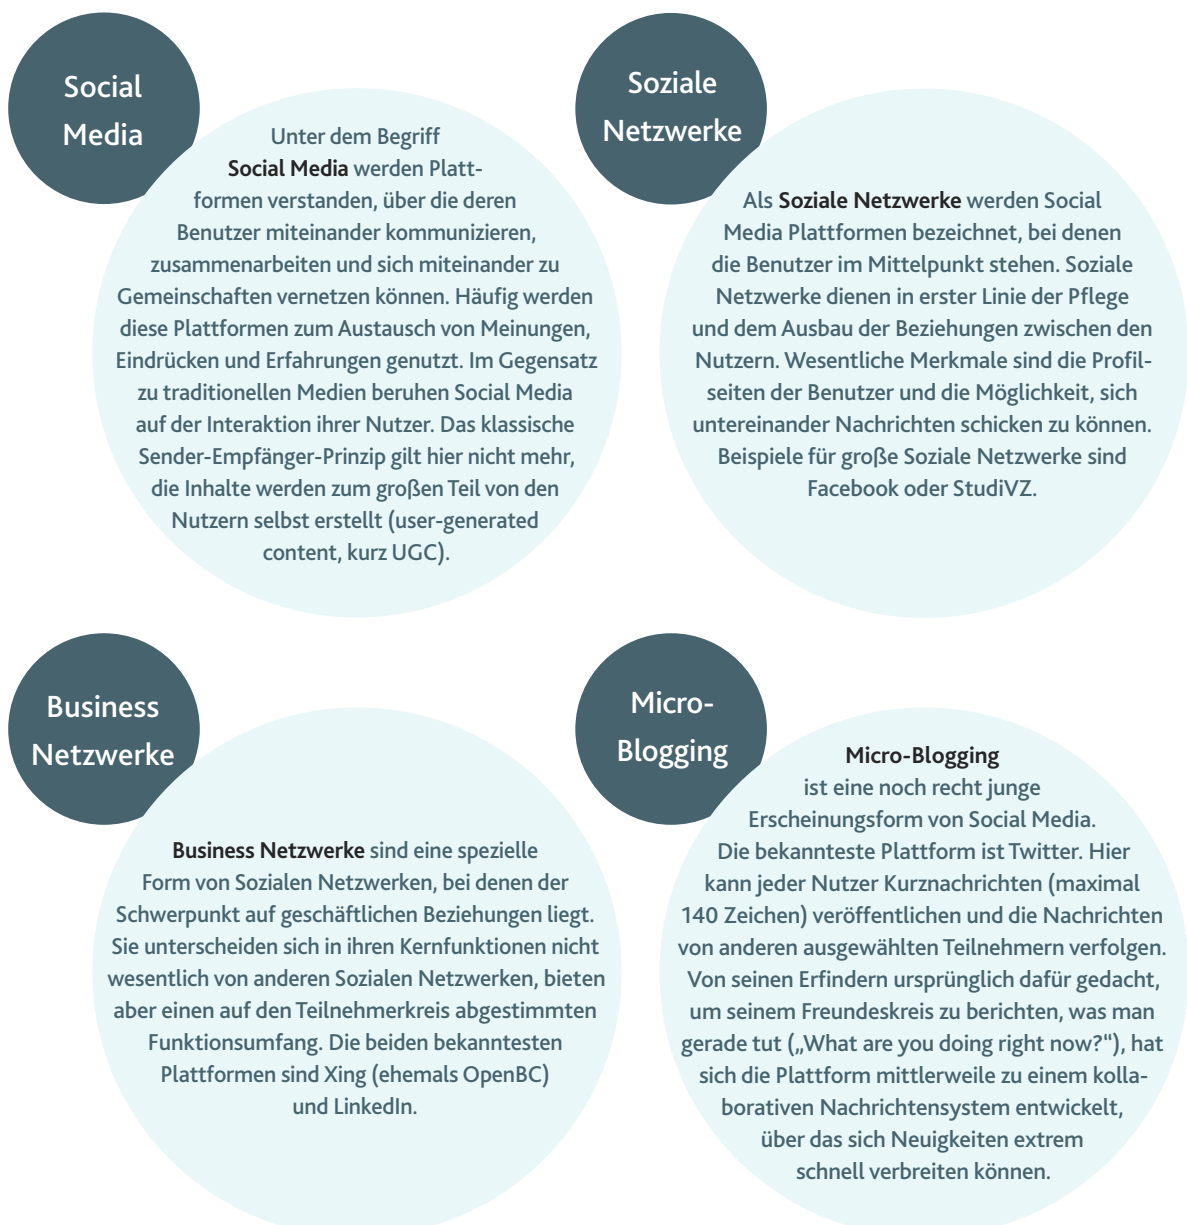 Social
Media
Unter dem Begriff
Social Media werden Platt-
formen verstanden, über die deren
Benutzer miteinander kommunizieren,
zusammenarbeiten und sich miteinander zu
Gemeinschaften vernetzen können. Häufig werden
diese Plattformen zum Austausch von Meinungen,
Eindrücken und Erfahrungen genutzt. Im Gegensatz
zu traditionellen Medien beruhen Social Media
auf der Interaktion ihrer Nutzer. Das klassische
Sender-Empfänger-Prinzip gilt hier nicht mehr,
die Inhalte werden zum großen Teil von den
Nutzern selbst erstellt (user-generated
content, kurz UGC).
Soziale
Netzwerke
Als Soziale Netzwerke werden Social
Media Plattformen bezeichnet, bei denen
die Benutzer im Mittelpunkt stehen. Soziale
Netzwerke dienen in erster Linie der Pflege
und dem Ausbau der Beziehungen zwischen den
Nutzern. Wesentliche Merkmale sind die Profil-
seiten der Benutzer und die Möglichkeit, sich
untereinander Nachrichten schicken zu können.
Beispiele für große Soziale Netzwerke sind
Facebook oder StudiVZ.
Business
Netzwerke
Business Netzwerke sind eine spezielle
Form von Sozialen Netzwerken, bei denen der
Schwerpunkt auf geschäftlichen Beziehungen liegt.
Sie unterscheiden sich in ihren Kernfunktionen nicht
wesentlich von anderen Sozialen Netzwerken, bieten
aber einen auf den Teilnehmerkreis abgestimmten
Funktionsumfang. Die beiden bekanntesten
Plattformen sind Xing (ehemals OpenBC)
und LinkedIn.
Micro-
Blogging
Micro-Blogging
ist eine noch recht junge
Erscheinungsform von Social Media.
Die bekannteste Plattform ist Twitter. Hier
kann jeder Nutzer Kurznachrichten (maximal
140 Zeichen) veröffentlichen und die Nachrichten
von anderen ausgewählten Teilnehmern verfolgen.
Von seinen Erfindern ursprünglich dafür gedacht,
um seinem Freundeskreis zu berichten, was man
gerade tut („What are you doing right now?"), hat
sich die Plattform mittlerweile zu einem kolla-
borativen Nachrichtensystem entwickelt,
über das sich Neuigkeiten extrem
schnell verbreiten können.